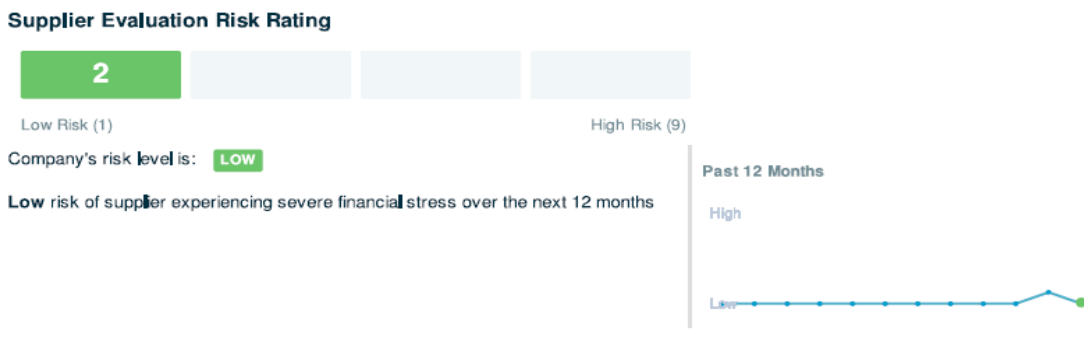 Supplier Evaluation Risk Rating
2
Low Risk (1)
High Risk (9)
Company's risk level is: LOW
Low risk of supplier experiencing severe financial stress over the next 12 months
Past 12 Months
High
Low